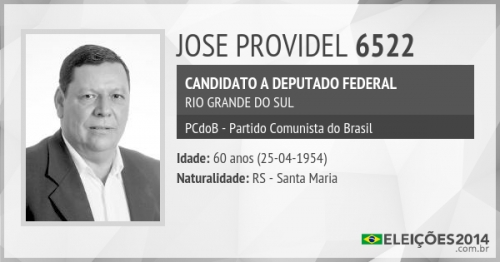 JOSE PROVIDEL 6522
CANDIDATO A DEPUTADO FEDERAL
RIO GRANDE DO SUL
PCdoB - Partido Comunista do Brasil
Idade: 60 anos (25-04-1954)
Naturalidade: RS - Santa Maria
ELEIÇÕES2014
.com.br